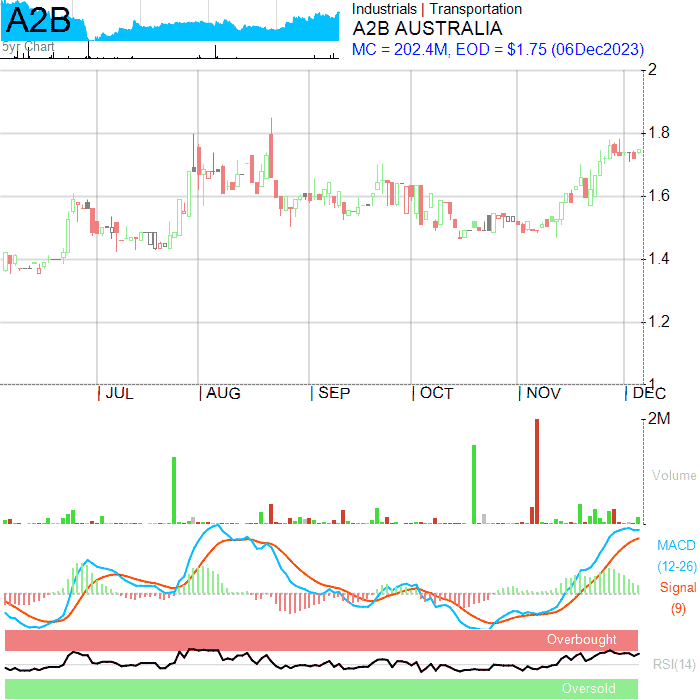 A2B
5yr Chart
Industrials | Transportation
A2B AUSTRALIA
MC = 202.4M, EOD = $1.75 (06Dec2023)
2
1.8
1.6
1.4
1.2
1
JUL AUG SEP OCT NOV DEC
2M
Volume
MACD
(12-26)
Signal
(9)
Overbought
RSI(14)
Oversold